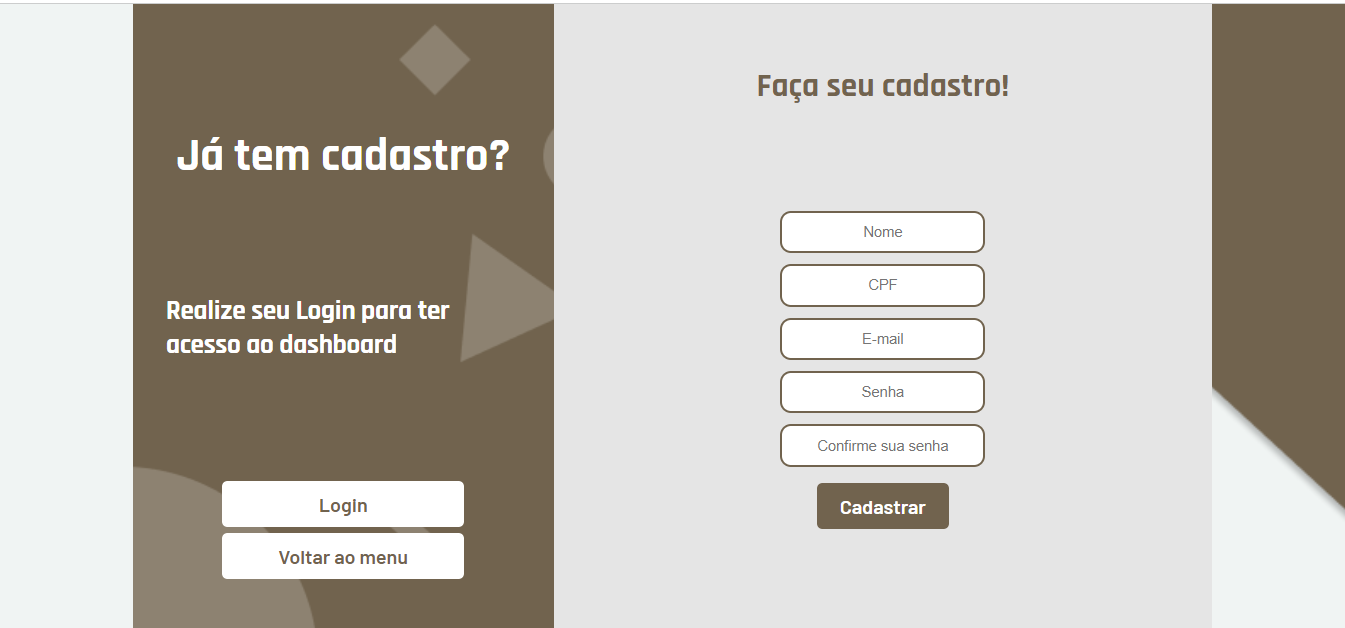 Já tem cadastro?
Realize seu Login para ter
acesso ao dashboard
Login
Voltar ao menu
Faça seu cadastro!
Nome
CPF
E-mail
Senha
Confirme sua senha
Cadastrar